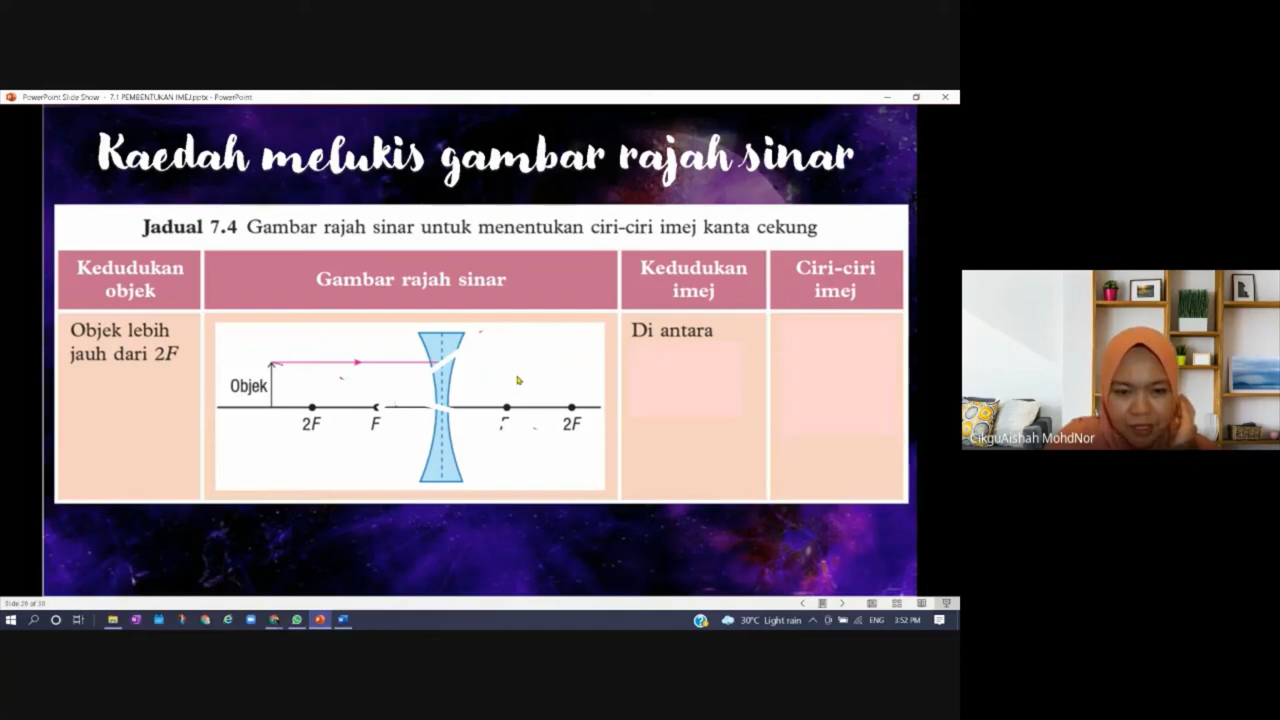 PowerPoint Slide Show - 7.1 PEMBENTUKAN IMEJ.pptx - PowerPoint
Kaedah melukis gambar rajah sinar
Jadual 7.4 Gambar rajah sinar untuk menentukan ciri-ciri imej kanta cekung
Kedudukan
objek
Gambar rajah sinar
Kedudukan
imej
Ciri-ciri
imej
Objek lebih
jauh dari 2F
Objek
2F
F
2F
Di antara
CikguAishah MohdNor
30°C Light rain
ENG
3:52 PM